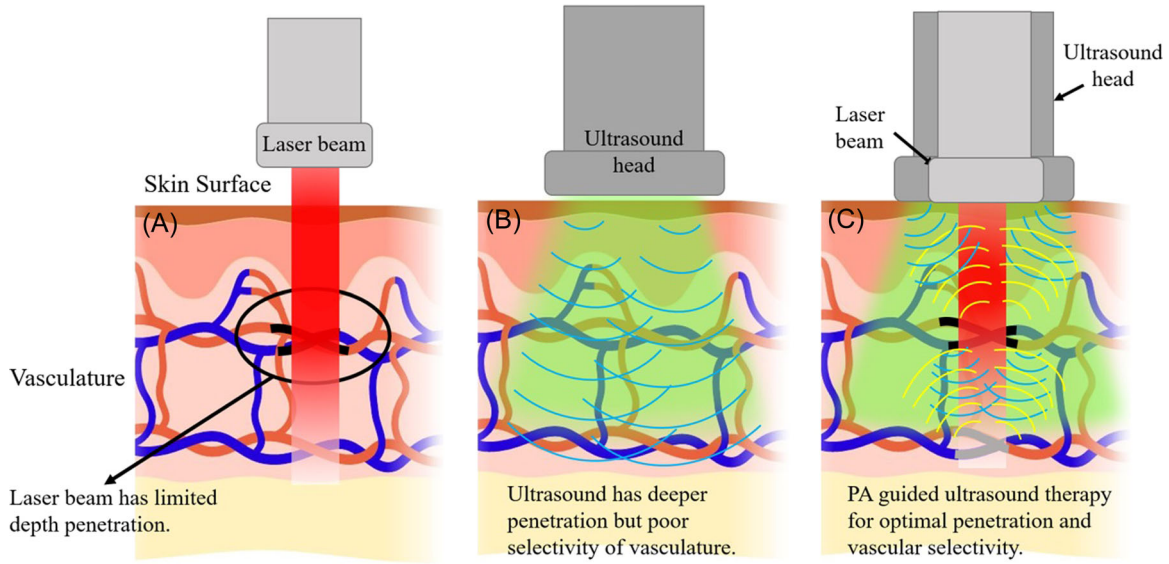 Laser beam
Skin Surface
(A)
Vasculature
Laser beam has limited
depth penetration.
Ultrasound
head
(B)
Ultrasound has deeper
penetration but poor
selectivity of vasculature.
Ultrasound
head
Laser
beam
(C)
PA guided ultrasound therapy
for optimal penetration and
vascular selectivity.